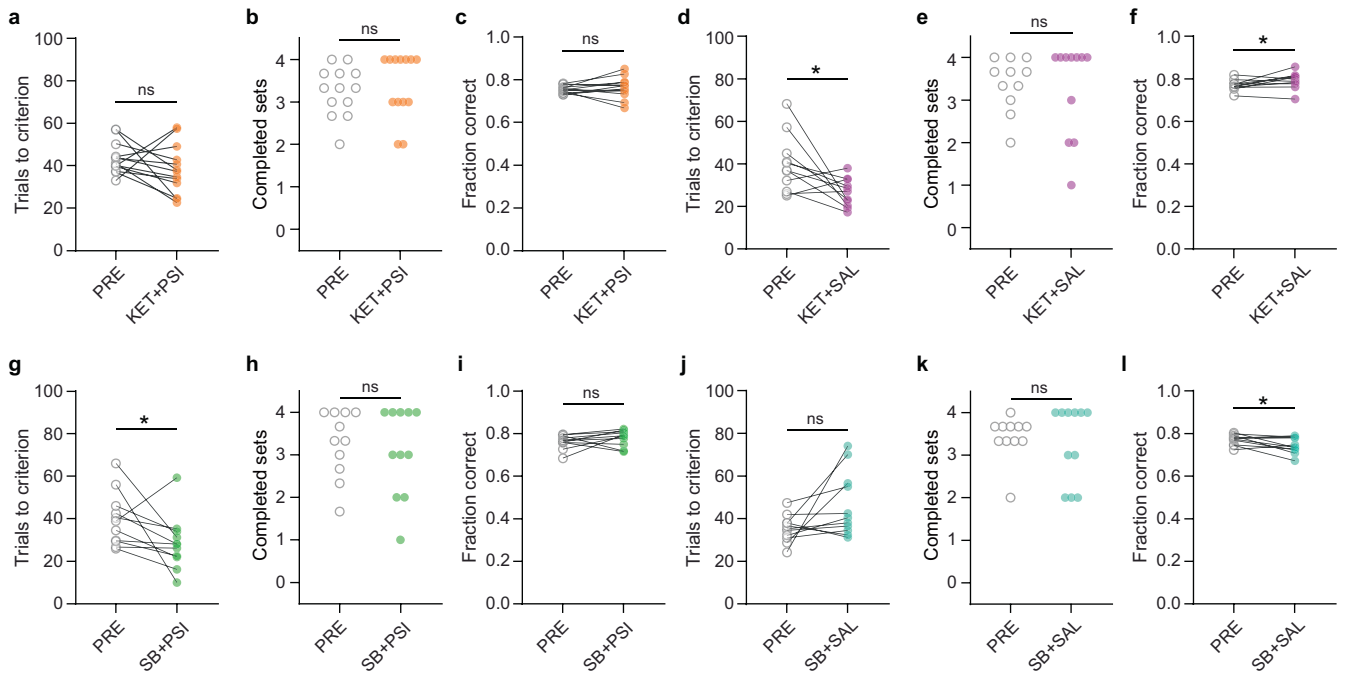 a
Trials to criterion
100
80
60
40
20
0
ns
PRE
KET+PSI
b
Completed sets
4
3
2
1
0
ns
PRE
KET+PSI
c
Fraction correct
1.0
0.8
0.6
0.4
0.2
0.0
ns
PRE
KET+PSI
d
Trials to criterion
100
80
60
40
20
0
*
PRE
KET+SAL
e
Completed sets
4
3
2
1
0
ns
PRE
KET+SAL
f
Fraction correct
1.0
0.8
0.6
0.4
0.2
0.0
*
PRE
KET+SAL
g
Trials to criterion
100
80
60
40
20
0
*
PRE
SB+PSI
h
Completed sets
4
3
2
1
0
ns
PRE
SB+PSI
i
Fraction correct
1.0
0.8
0.6
0.4
0.2
0.0
ns
PRE
SB+PSI
j
Trials to criterion
100
80
60
40
20
0
ns
PRE
SB+SAL
k
Completed sets
4
3
2
1
0
ns
PRE
SB+SAL
l
Fraction correct
1.0
0.8
0.6
0.4
0.2
0.0
*
PRE
SB+SAL